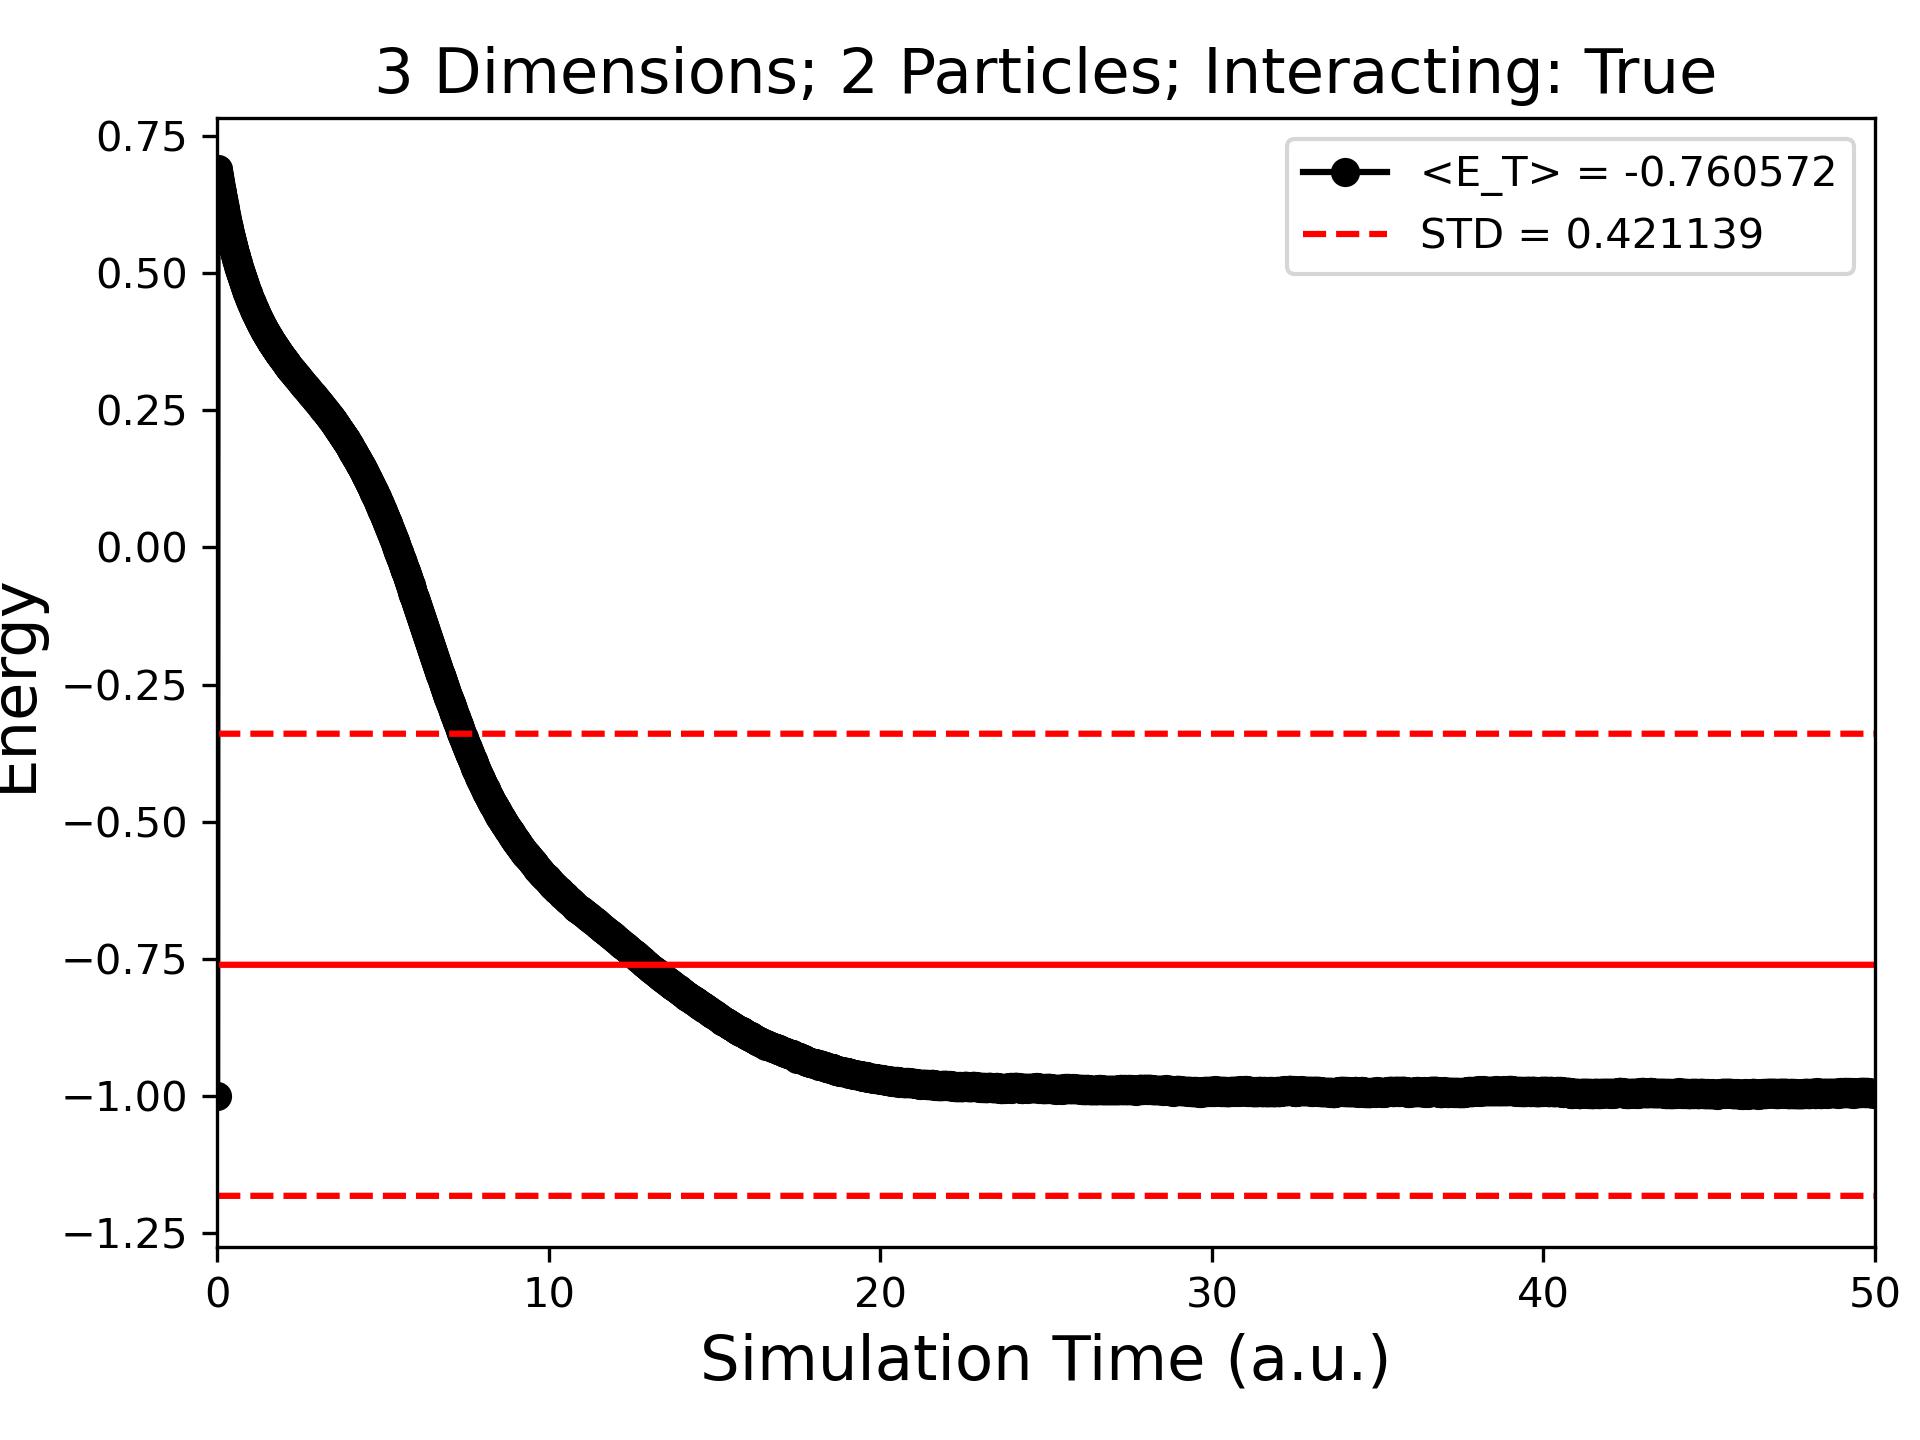 3 Dimensions; 2 Particles; Interacting: True
<E_T> = -0.760572
STD = 0.421139
Energy
0.75
0.50
0.25
0.00
−0.25
−0.50
−0.75
−1.00
−1.25
0 10 20 30 40 50
Simulation Time (a.u.)